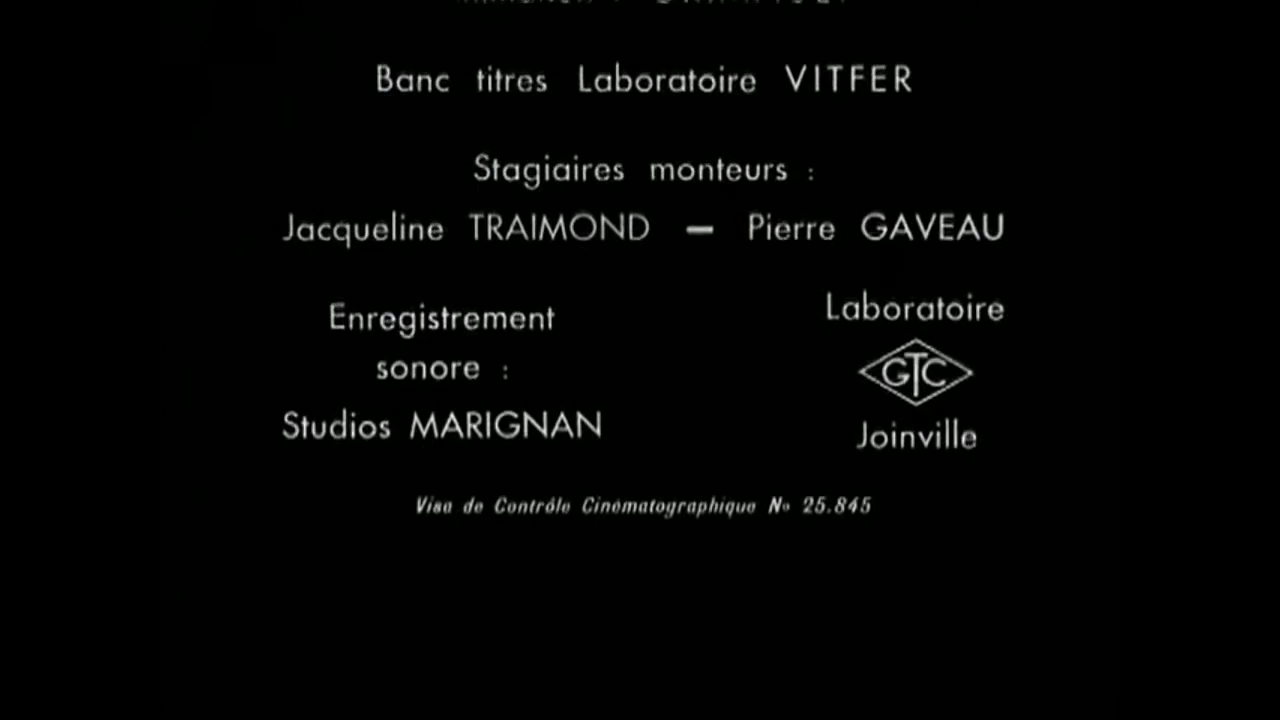 Banc titres Laboratoire VITFER
Stagiaires monteurs :
Jacqueline TRAIMOND — Pierre GAVEAU
Enregistrement
sonore :
Studios MARIGNAN
Laboratoire
GTC
Joinville
Visa de Contrôle Cinématographique No 25.845